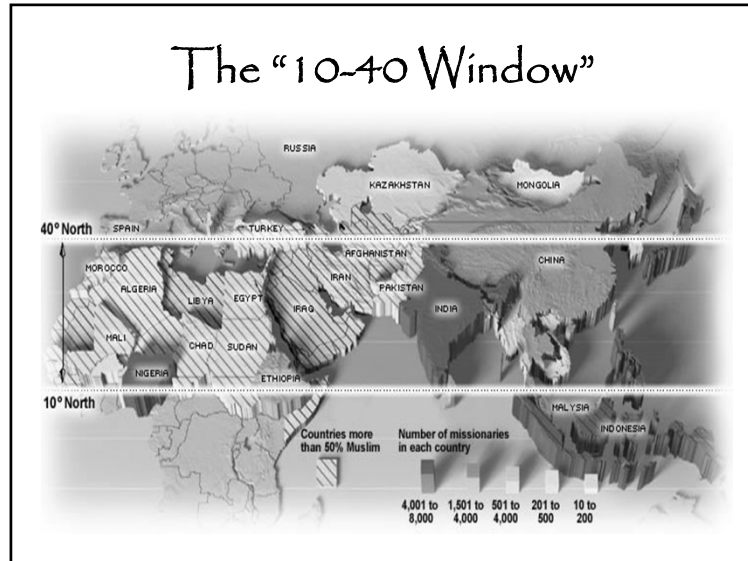 The “10-40 Window”
RUSSIA
KAZAKHSTAN
MONGOLIA
40° North
SPAIN
TURKEY
MOROCCO
ALGERIA
LIBYA
EGYPT
IRAQ
IRAN
AFGHANISTAN
PAKISTAN
INDIA
CHINA
MALI
NIGERIA
CHAD
SUDAN
ETHIOPIA
10° North
MALYSIA
INDONESIA
Countries more
than 50% Muslim
Number of missionaries
in each country
4,001 to
8,000
1,501 to
4,000
501 to
4,000
201 to
500
10 to
200